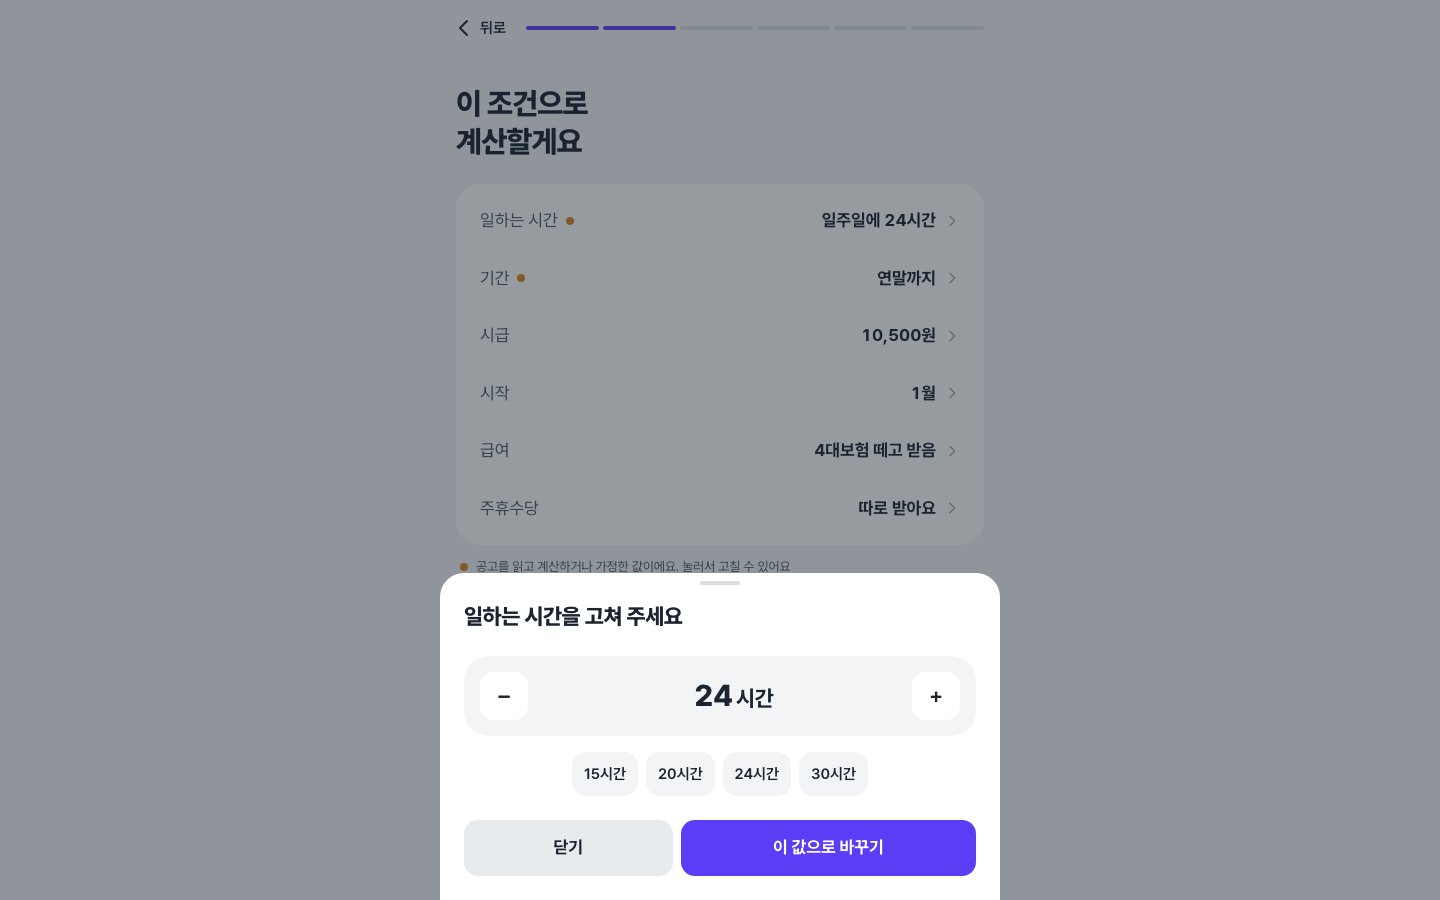 뒤로
이 조건으로
계산할게요
일하는 시간 일주일에 24시간
기간 연말까지
시급 10,500원
시작 1월
급여 4대보험 떼고 받음
주휴수당 따로 받아요
공고를 읽고 계산하거나 가정한 값이에요. 눌러서 고칠 수 있어요
일하는 시간을 고쳐 주세요
− 24 시간 +
15시간 20시간 24시간 30시간
닫기 이 값으로 바꾸기